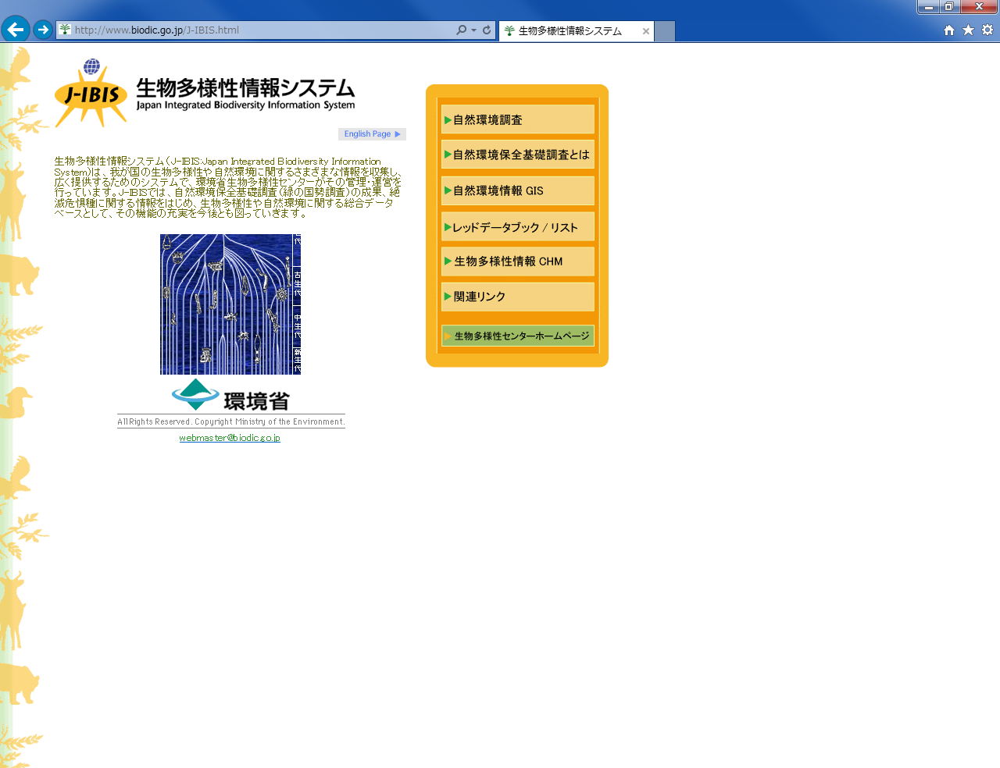 http://www.biodic.go.jp/J-IBIS.html
生物多様性情報システム
J-IBIS
生物多様性情報システム
Japan Integrated Biodiversity Information System
English Page
生物多様性情報システム（J-IBIS:Japan Integrated Biodiversity Information
System)は、我が国の生物多様性や自然環境に関するさまざまな情報を収集し、
広く提供するためのシステムで、環境省生物多様性センターがその管理・運営を
行っています。J-IBISでは、自然環境保全基礎調査（緑の国勢調査）の成果、絶
滅危惧種に関する情報をはじめ、生物多様性や自然環境に関する総合データ
ベースとして、その機能の充実を今後とも図っていきます。
代
古生代
中生代
新生代
環境省
All Rights Reserved. Copyright Ministry of the Environment.
webmaster@biodic.go.jp
自然環境調査
自然環境保全基礎調査とは
自然環境情報 GIS
レッドデータブック / リスト
生物多様性情報 CHM
関連リンク
生物多様性センターホームページ